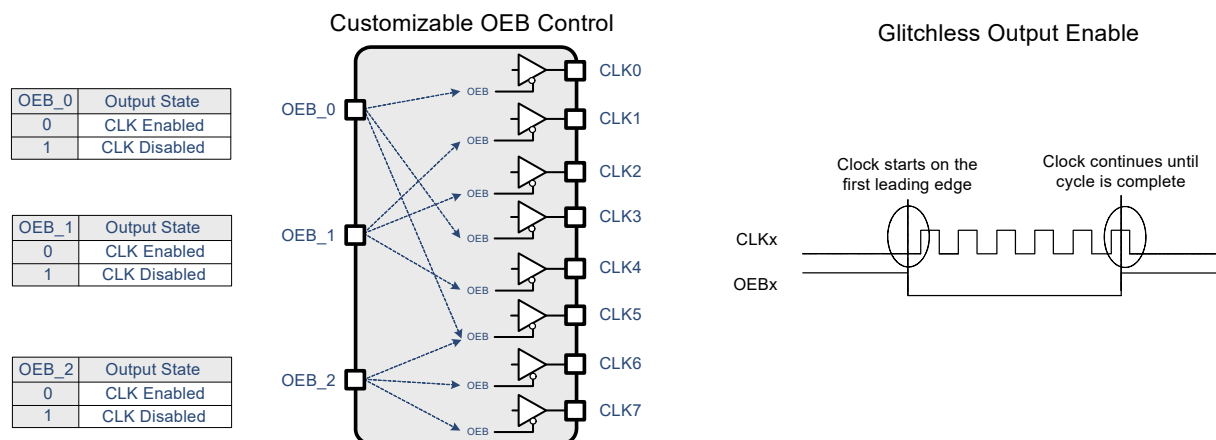 Customizable OEB Control
Glitchless Output Enable
OEB_0 Output State
0 CLK Enabled
1 CLK Disabled
OEB_1 Output State
0 CLK Enabled
1 CLK Disabled
OEB_2 Output State
0 CLK Enabled
1 CLK Disabled
OEB_0
OEB_1
OEB_2
OEB
OEB
OEB
OEB
OEB
OEB
OEB
OEB
CLK0
CLK1
CLK2
CLK3
CLK4
CLK5
CLK6
CLK7
Clock starts on the
first leading edge
Clock continues until
cycle is complete
CLKx
OEBx